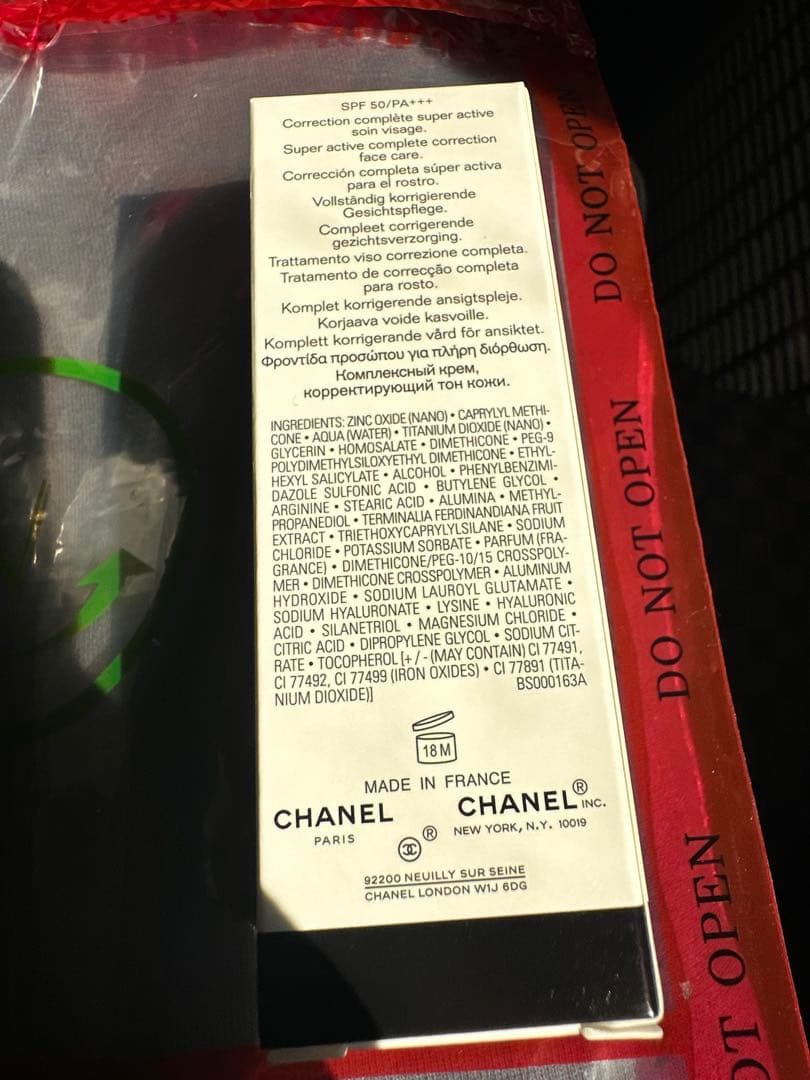 SPF 50/PA+++
Correction complète super active
soin visage.
Super active complete correction
face care.
Corrección completa súper activa
para el rostro.
Vollständig korrigierende
Gesichtspflege.
Compleet corrigerende
gezichtsverzorging.
Trattamento viso correzione completa.
Tratamento de correcção completa
para rosto.
Komplet korrigerende ansigtspleje.
Korjaava voide kasvoille.
Komplett korrigerande vård för ansiktet.
Φροντίδα προσώπου για πλήρη διόρθωση.
Комплексный крем,
корректирующий тон кожи.
INGREDIENTS: ZINC OXIDE (NANO) • CAPRYLYL METHI-
CONE • AQUA (WATER) • TITANIUM DIOXIDE (NANO) •
GLYCERIN • HOMOSALATE • DIMETHICONE • PEG-9
POLYDIMETHYLSILOXYETHYL DIMETHICONE • ETHYL-
HEXYL SALICYLATE • ALCOHOL • PHENYLBENZIMI-
DAZOLE SULFONIC ACID • BUTYLENE GLYCOL •
ARGININE • STEARIC ACID • ALUMINA • METHYL-
PROPANEDIOL • TERMINALIA FERDINANDIANA FRUIT
EXTRACT • TRIETHOXYCAPRYLYLSILANE • SODIUM
CHLORIDE • POTASSIUM SORBATE • PARFUM (FRA-
GRANCE) • DIMETHICONE/PEG-10/15 CROSSPOLY-
MER • DIMETHICONE CROSSPOLYMER • ALUMINUM
HYDROXIDE • SODIUM LAUROYL GLUTAMATE •
SODIUM HYALURONATE • LYSINE • HYALURONIC
ACID • SILANETRIOL • MAGNESIUM CHLORIDE •
CITRIC ACID • DIPROPYLENE GLYCOL • SODIUM CIT-
RATE • TOCOPHEROL [+ / - (MAY CONTAIN) CI 77491,
CI 77492, CI 77499 (IRON OXIDES) • CI 77891 (TITA-
NIUM DIOXIDE)]
BS000163A
18 M
MADE IN FRANCE
CHANEL
PARIS
CHANEL® INC.
NEW YORK, N.Y. 10019
®
92200 NEUILLY SUR SEINE
CHANEL LONDON W1J 6DG
DO NOT OPEN
DO NOT OPEN
OT OPEN